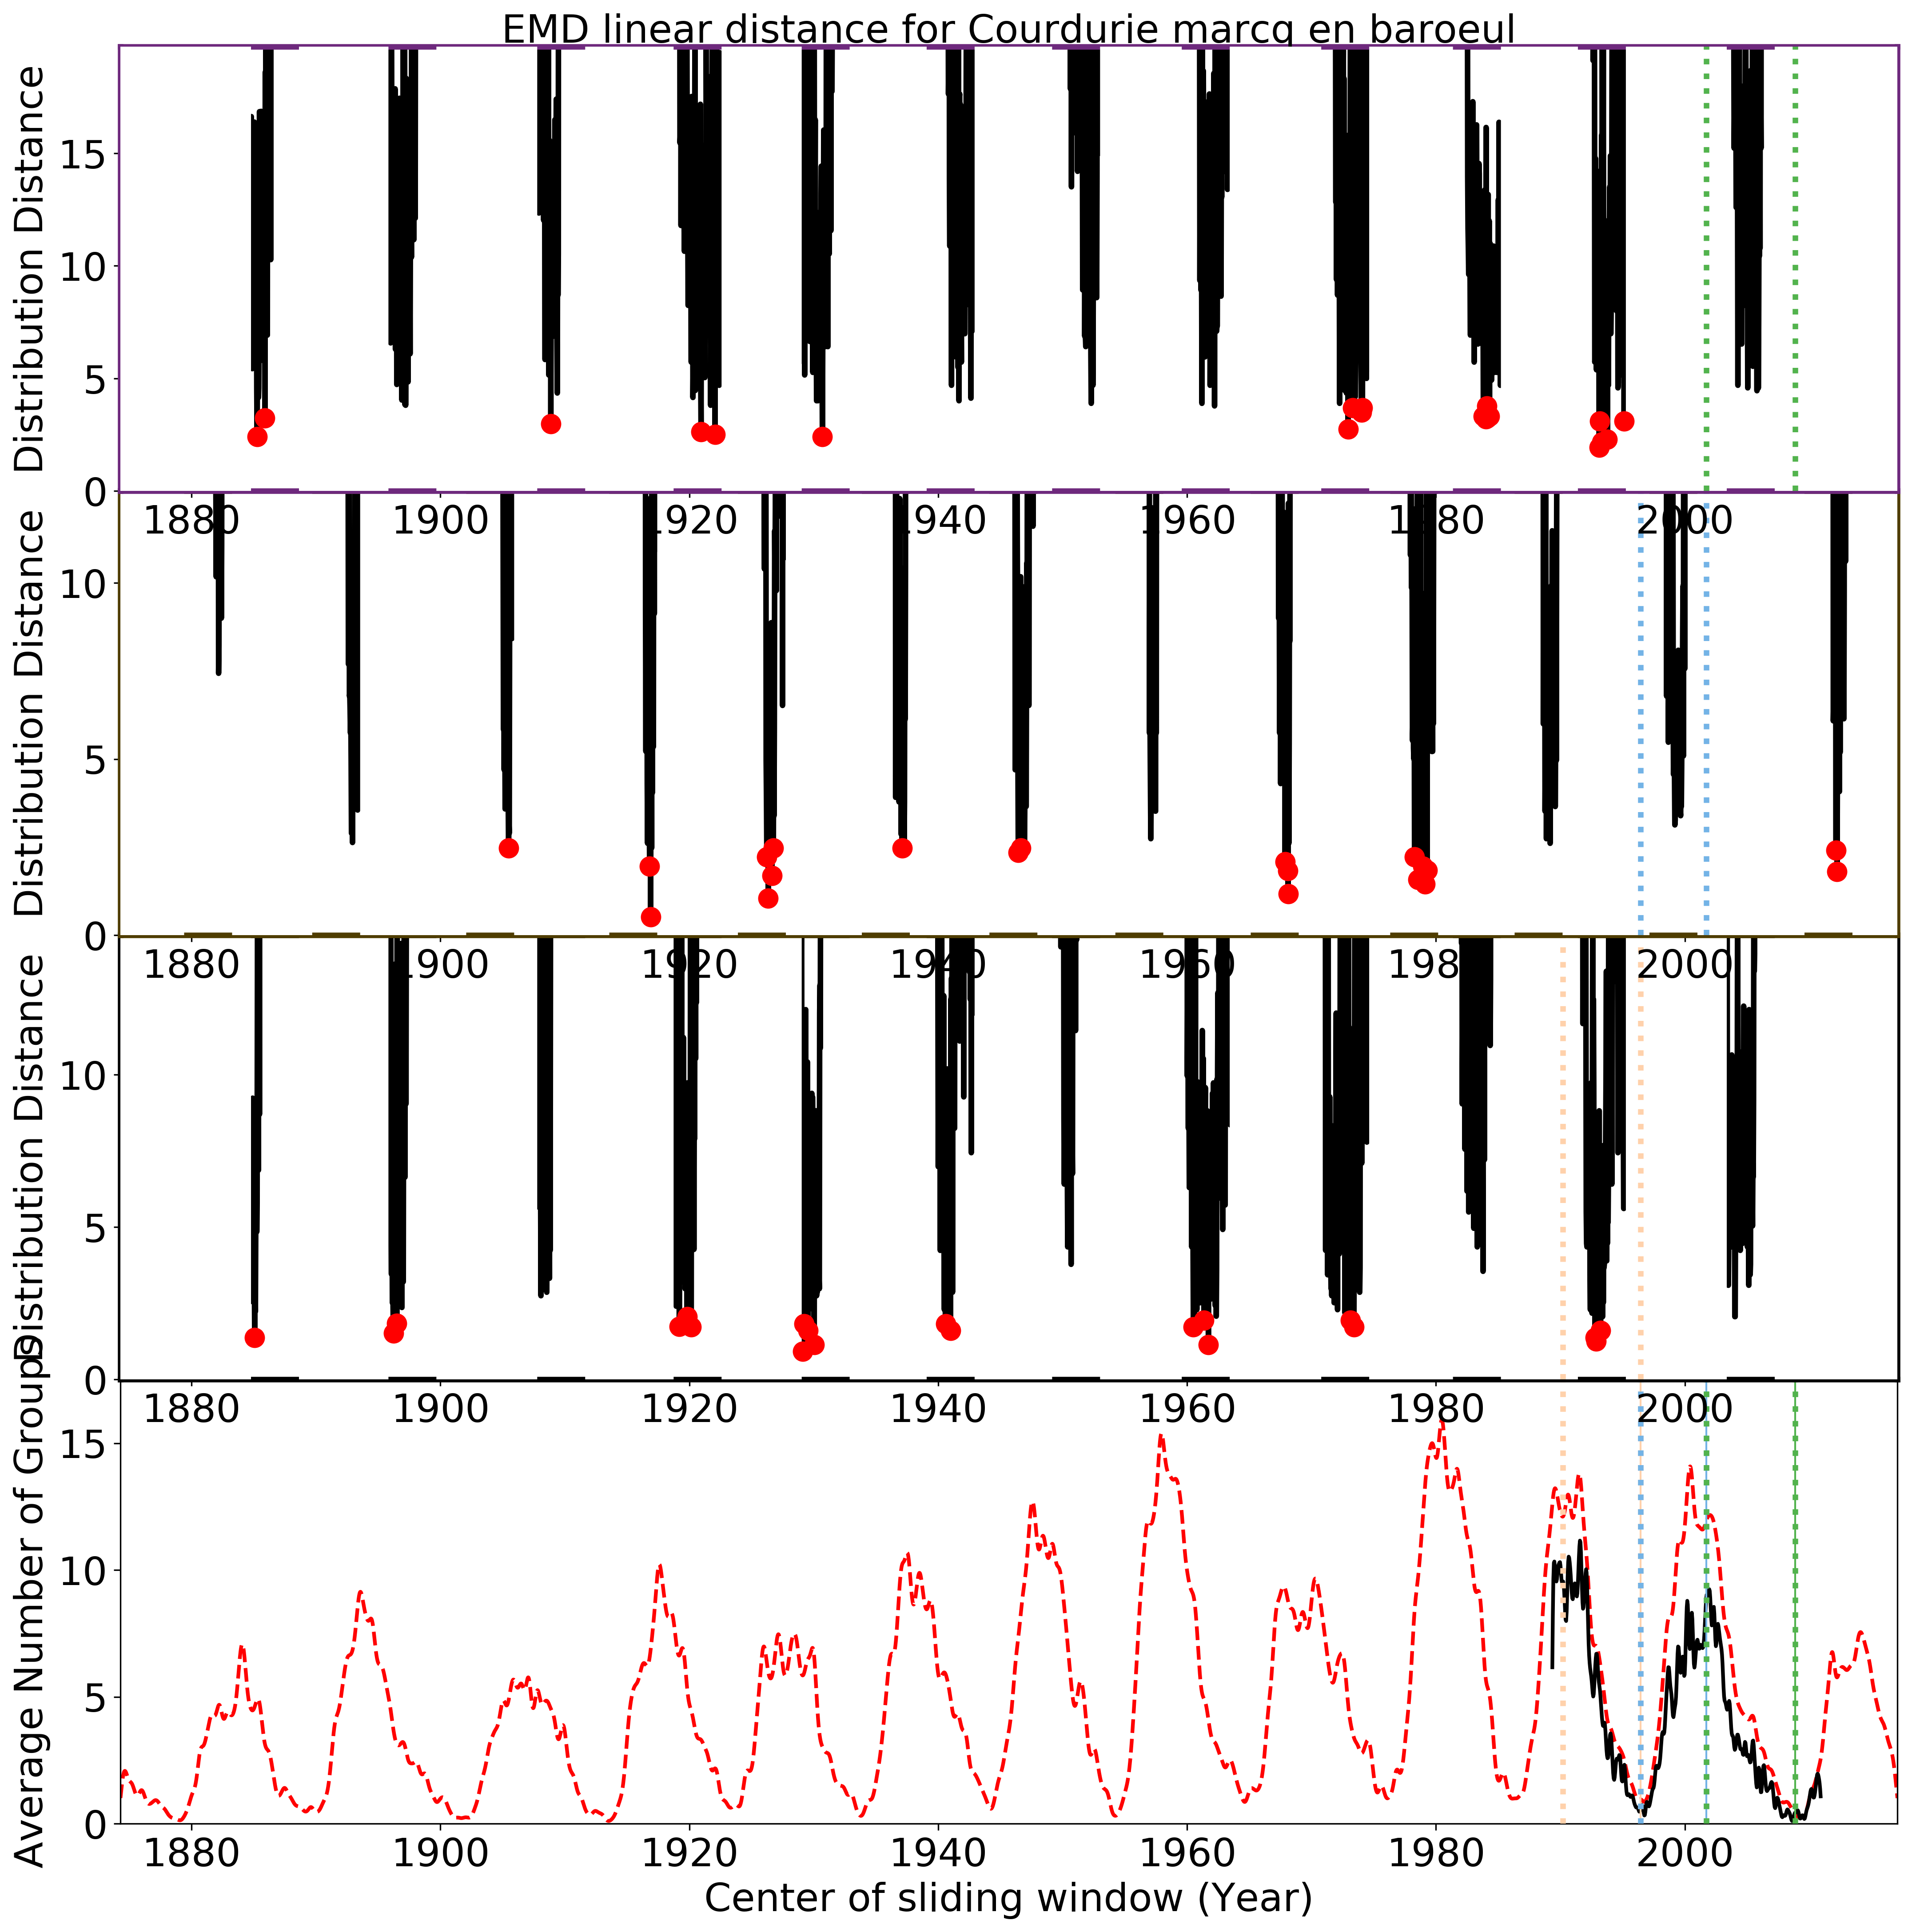 EMD linear distance for Courdurie marcq en baroeul
Distribution Distance
15
10
5
0
1880 1900 1920 1940 1960 1980 2000
Distribution Distance
10
5
0
1880 1900 1920 1940 1960 1980 2000
Distribution Distance
10
5
0
1880 1900 1920 1940 1960 1980 2000
Average Number of Groups
15
10
5
0
1880 1900 1920 1940 1960 1980 2000
Center of sliding window (Year)